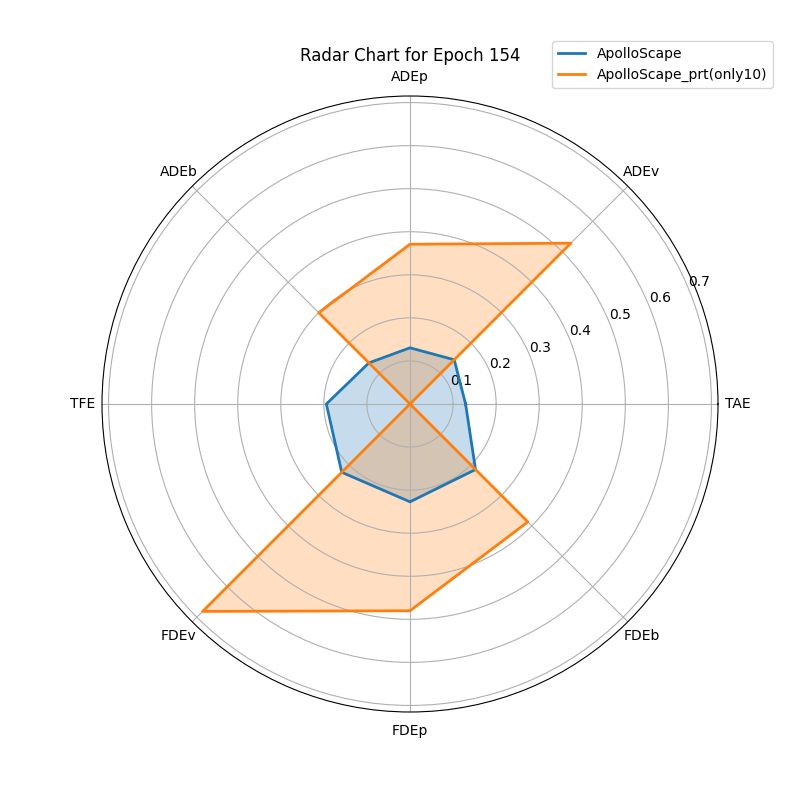 Radar Chart for Epoch 154
ApolloScape
ApolloScape_prt(only10)
ADEp
ADEb
ADEv
0.7
0.6
0.5
0.4
0.3
0.2
0.1
TFE
TAE
FDEv
FDEb
FDEp